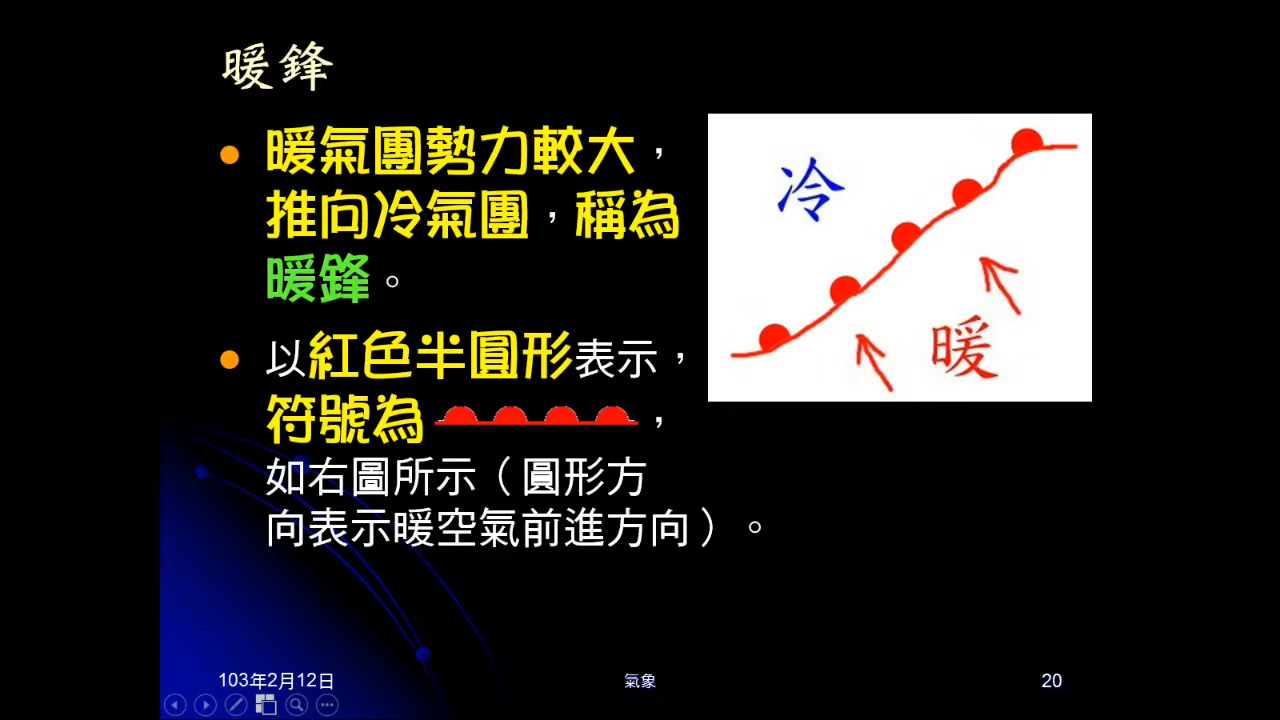 暖鋒
暖氣團勢力較大，
推向冷氣團，稱為
暖鋒。
以紅色半圓形表示，
符號為，
如右圖所示（圓形方
向表示暖空氣前進方向）。
冷
暖
103年2月12日
氣象
20